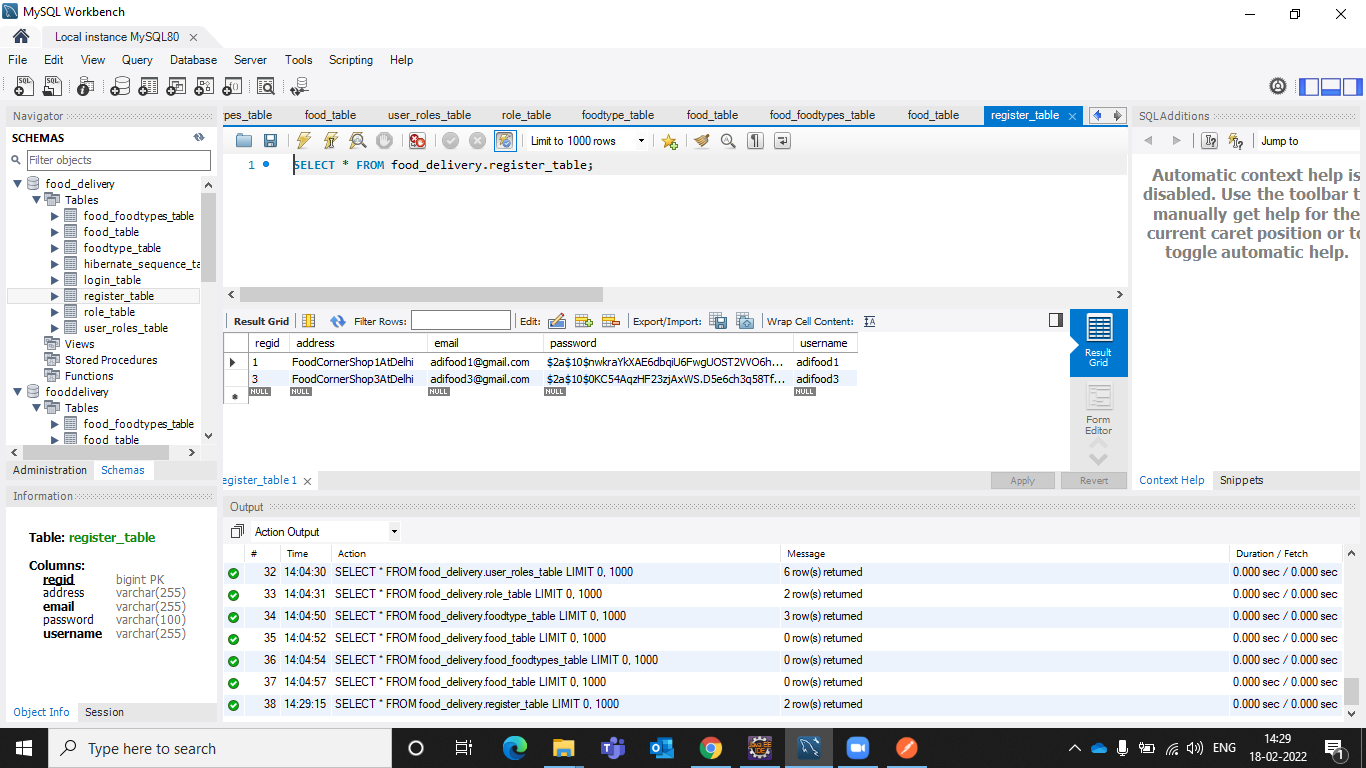 MySQL Workbench
Local instance MySQL80
File Edit View Query Database Server Tools Scripting Help
Navigator
SCHEMAS
Filter objects
food_delivery
Tables
food_foodtypes_table
food_table
foodtype_table
hibernate_sequence_ta
login_table
register_table
role_table
user_roles_table
Views
Stored Procedures
Functions
fooddelivery
Tables
food_foodtypes_table
food_table
Administration Schemas
Information
Table: register_table
Columns:
regid bigint PK
address varchar(255)
email varchar(255)
password varchar(100)
username varchar(255)
Object Info Session
pes_table food_table user_roles_table role_table foodtype_table food_table food_foodtypes_table food_table register_table
Limit to 1000 rows
1 SELECT * FROM food_delivery.register_table;
Result Grid Filter Rows: Edit: Export/Import: Wrap Cell Content:
regid address email password username
1 FoodCornerShop1AtDelhi adifood1@gmail.com $2a$10$nwkraYkXAE6dbqiU6FwgUOST2VVO6h... adifood1
3 FoodCornerShop3AtDelhi adifood3@gmail.com $2a$10$0KC54AqzHF23zjAxWS.D5e6ch3q58Tf... adifood3
NULL NULL NULL NULL NULL
Result Grid
Form Editor
egister_table 1
Apply Revert
SQLAdditions
Jump to
Automatic context help is
disabled. Use the toolbar t
manually get help for the
current caret position or to
toggle automatic help.
Context Help Snippets
Output
Action Output
# Time Action Message Duration / Fetch
32 14:04:30 SELECT * FROM food_delivery.user_roles_table LIMIT 0, 1000 6 row(s) returned 0.000 sec / 0.000 sec
33 14:04:31 SELECT * FROM food_delivery.role_table LIMIT 0, 1000 2 row(s) returned 0.000 sec / 0.000 sec
34 14:04:50 SELECT * FROM food_delivery.foodtype_table LIMIT 0, 1000 3 row(s) returned 0.000 sec / 0.000 sec
35 14:04:52 SELECT * FROM food_delivery.food_table LIMIT 0, 1000 0 row(s) returned 0.000 sec / 0.000 sec
36 14:04:54 SELECT * FROM food_delivery.food_foodtypes_table LIMIT 0, 1000 0 row(s) returned 0.000 sec / 0.000 sec
37 14:04:57 SELECT * FROM food_delivery.food_table LIMIT 0, 1000 0 row(s) returned 0.000 sec / 0.000 sec
38 14:29:15 SELECT * FROM food_delivery.register_table LIMIT 0, 1000 2 row(s) returned 0.000 sec / 0.000 sec
Type here to search
ENG
14:29
18-02-2022
1